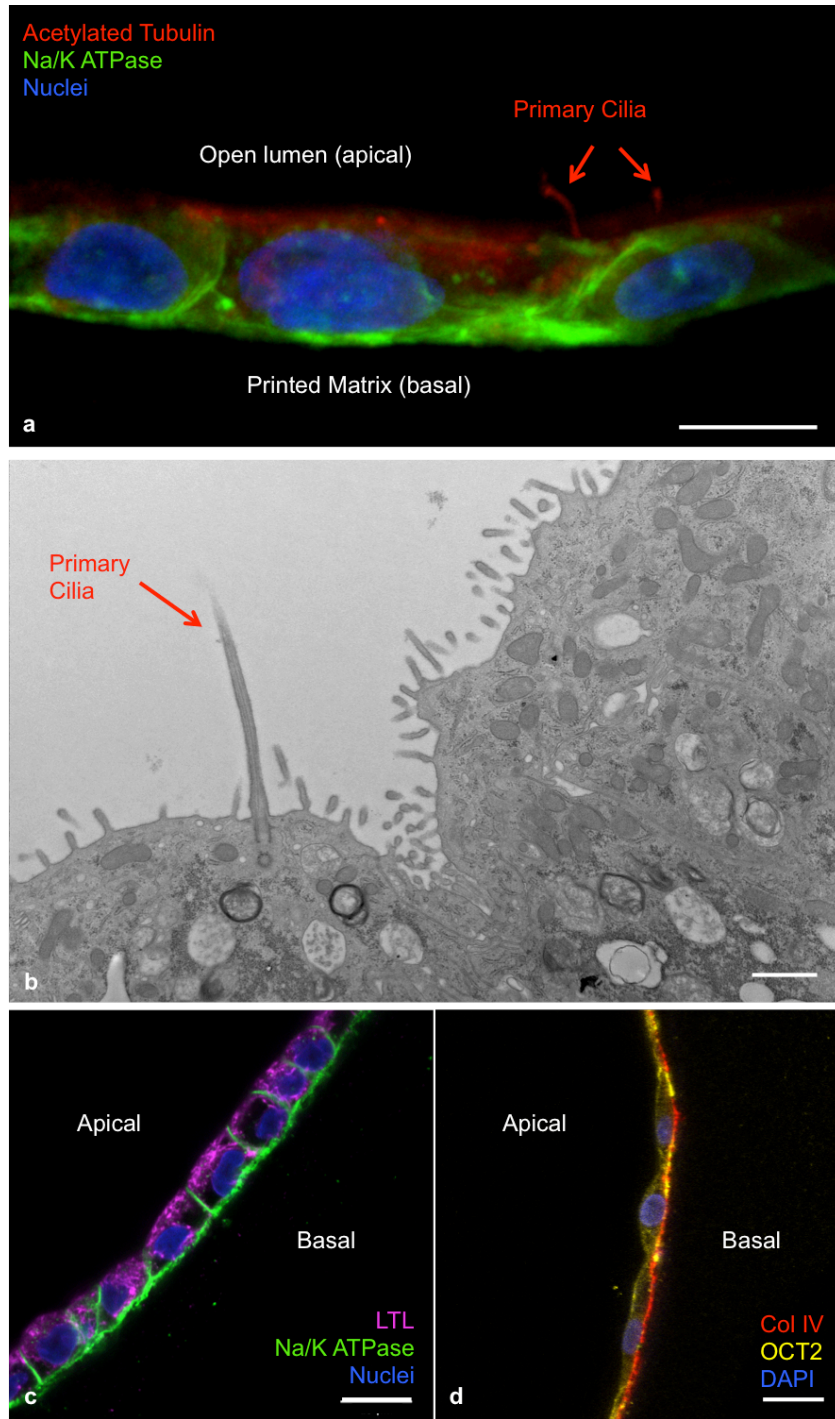 Acetylated Tubulin
Na/K ATPase
Nuclei
Primary Cilia
Open lumen (apical)
Printed Matrix (basal)
a
Primary
Cilia
b
Apical
Basal
LTL
Na/K ATPase
Nuclei
c
Apical
Basal
Col IV
OCT2
DAPI
d